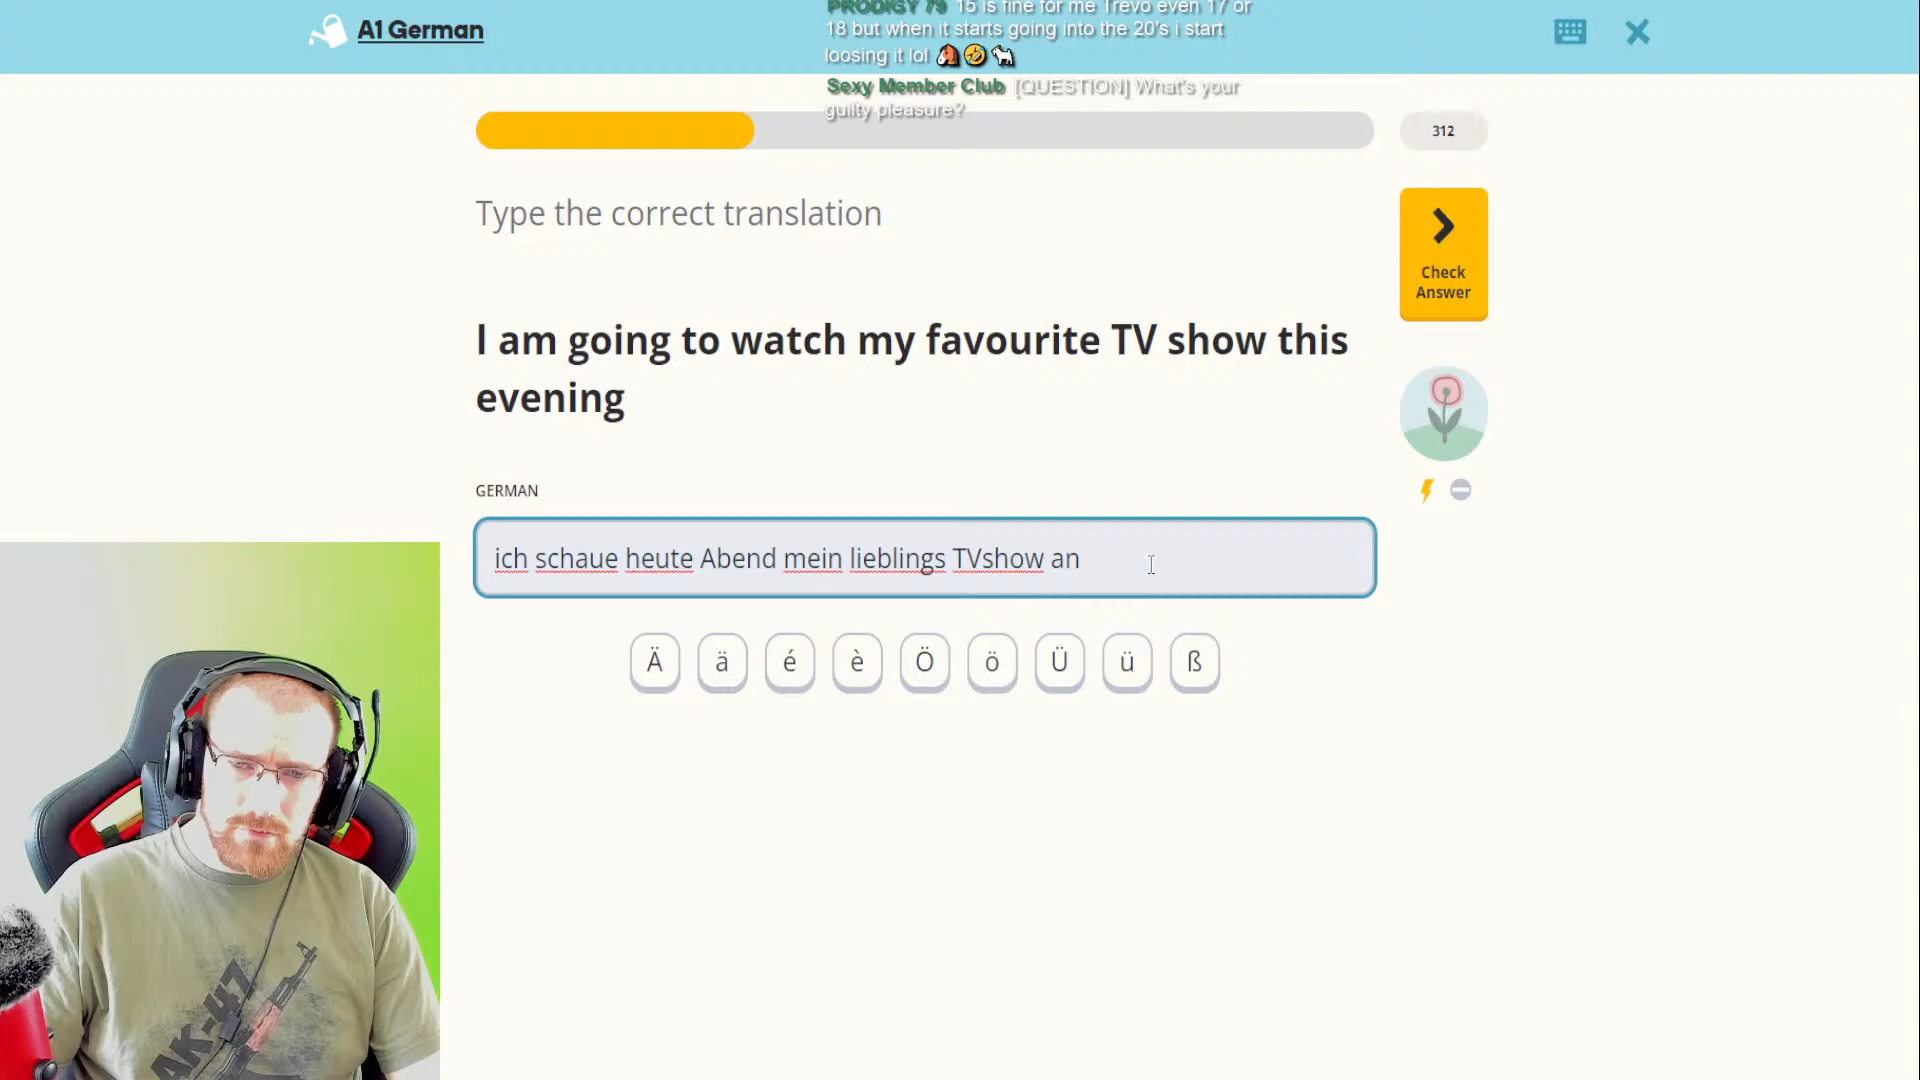 A1 German
PRODIGY 79 15 is fine for me Trevo even 17 or
18 but when it starts going into the 20's i start
loosing it lol
Sexy Member Club [QUESTION] What's your
guilty pleasure?
312
Type the correct translation
Check
Answer
I am going to watch my favourite TV show this
evening
GERMAN
ich schaue heute Abend mein lieblings TVshow an
Ä ä é è Ö ö Ü ü ß
AK-47